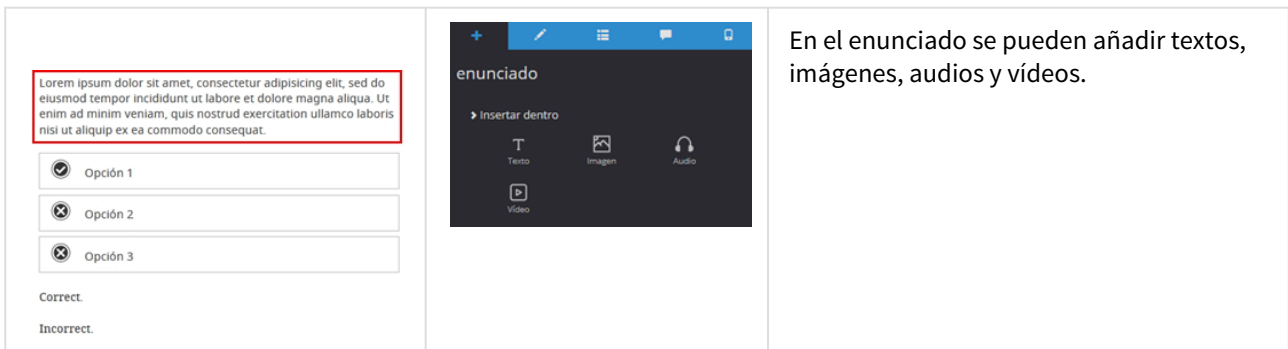 Lorem ipsum dolor sit amet, consectetur adipisicing elit, sed do
eiusmod tempor incididunt ut labore et dolore magna aliqua. Ut
enim ad minim veniam, quis nostrud exercitation ullamco laboris
nisi ut aliquip ex ea commodo consequat.
Opción 1
Opción 2
Opción 3
Correct.
Incorrect.
enunciado
Insertar dentro
Texto
Imagen
Audio
Vídeo
En el enunciado se pueden añadir textos,
imágenes, audios y vídeos.